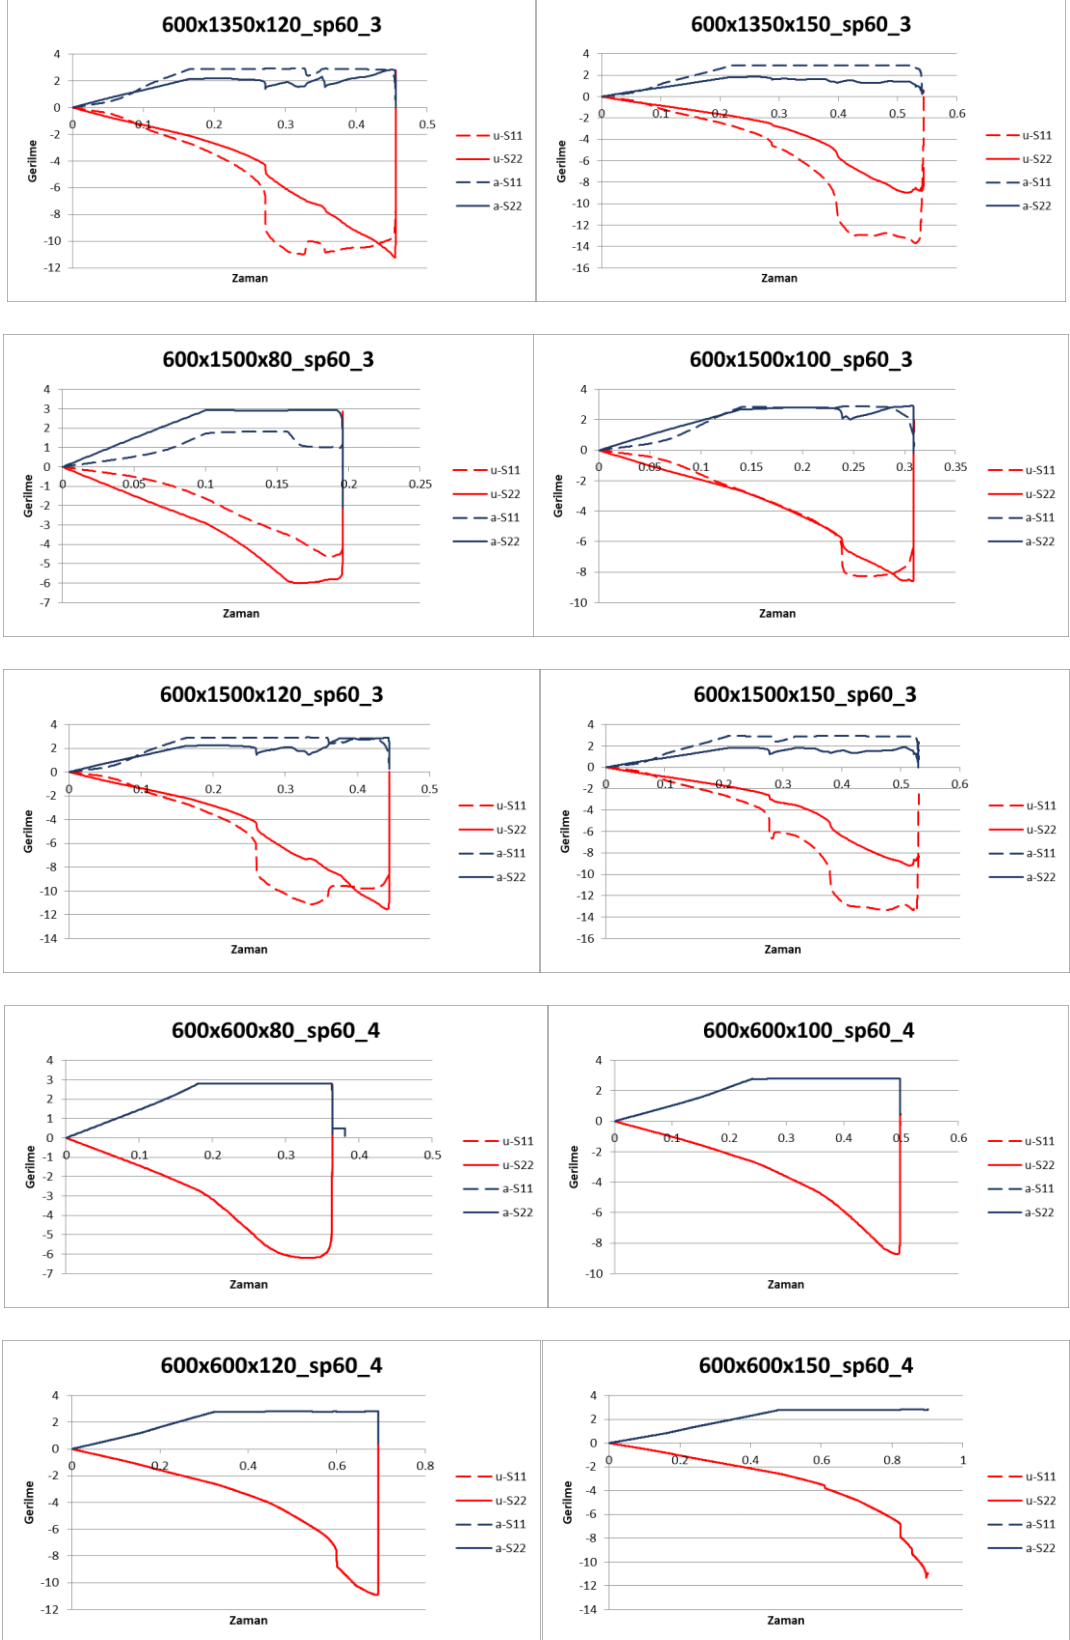 600x1350x120_sp60_3
4
2
0
-2
-4
-6
-8
-10
-12
0
0.1
0.2
0.3
0.4
0.5
Gerilme
Zaman
u-S11
u-S22
a-S11
a-S22
600x1350x150_sp60_3
4
2
0
-2
-4
-6
-8
-10
-12
-14
-16
0
0.1
0.2
0.3
0.4
0.5
0.6
Gerilme
Zaman
u-S11
u-S22
a-S11
a-S22
600x1500x80_sp60_3
4
3
2
1
0
-1
-2
-3
-4
-5
-6
-7
0
0.05
0.1
0.15
0.2
0.25
Gerilme
Zaman
u-S11
u-S22
a-S11
a-S22
600x1500x100_sp60_3
4
2
0
-2
-4
-6
-8
-10
0
0.05
0.1
0.15
0.2
0.25
0.3
0.35
Gerilme
Zaman
u-S11
u-S22
a-S11
a-S22
600x1500x120_sp60_3
4
2
0
-2
-4
-6
-8
-10
-12
-14
0
0.1
0.2
0.3
0.4
0.5
Gerilme
Zaman
u-S11
u-S22
a-S11
a-S22
600x1500x150_sp60_3
4
2
0
-2
-4
-6
-8
-10
-12
-14
-16
0
0.1
0.2
0.3
0.4
0.5
0.6
Gerilme
Zaman
u-S11
u-S22
a-S11
a-S22
600x600x80_sp60_4
4
3
2
1
0
-1
-2
-3
-4
-5
-6
-7
0
0.1
0.2
0.3
0.4
0.5
Gerilme
Zaman
u-S11
u-S22
a-S11
a-S22
600x600x100_sp60_4
4
2
0
-2
-4
-6
-8
-10
0
0.1
0.2
0.3
0.4
0.5
0.6
Gerilme
Zaman
u-S11
u-S22
a-S11
a-S22
600x600x120_sp60_4
4
2
0
-2
-4
-6
-8
-10
-12
0
0.2
0.4
0.6
0.8
Gerilme
Zaman
u-S11
u-S22
a-S11
a-S22
600x600x150_sp60_4
4
2
0
-2
-4
-6
-8
-10
-12
-14
0
0.2
0.4
0.6
0.8
1
Gerilme
Zaman
u-S11
u-S22
a-S11
a-S22